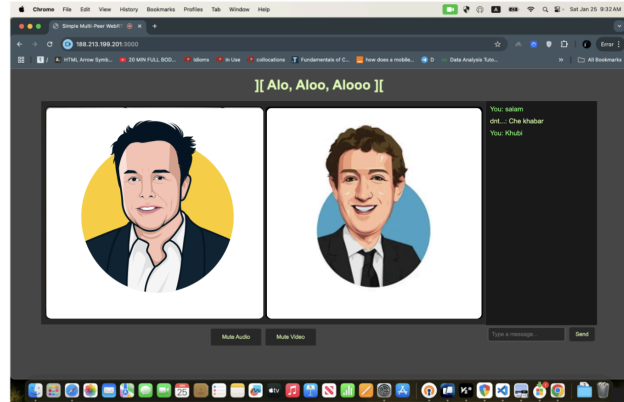 Chrome File Edit View History Bookmarks Profiles Tab Window Help
Sat Jan 25 9:32 AM
Simple Multi-Peer WebRT
188.213.199.201:3000
Error
HTML Arrow Symb...
20 MIN FULL BOD...
Idioms
In Use
collocations
Fundamentals of C...
how does a mobile...
D
Data Analysis Tuto...
All Bookmarks
][ Alo, Aloo, Alooo ][
You: salam
dnt...: Che khabar
You: Khubi
Mute Audio
Mute Video
Type a message...
Send
25
tv